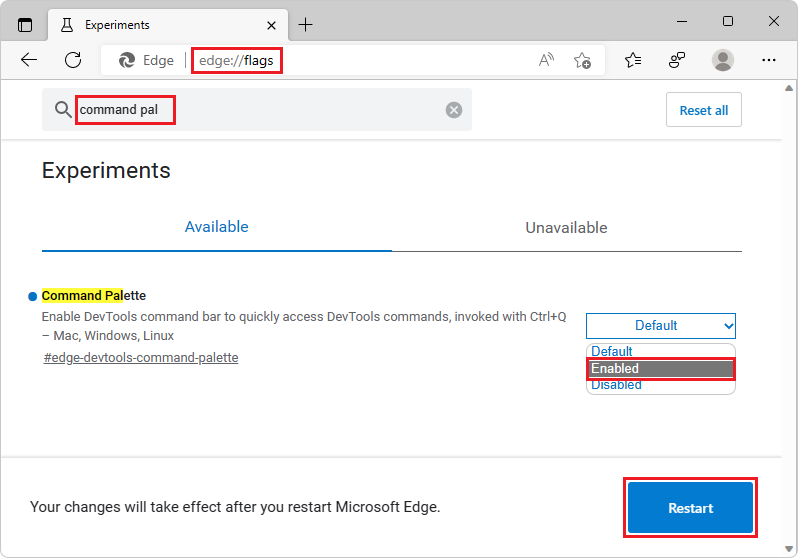 Experiments
Edge
edge://flags
command pal
Reset all
Experiments
Available
Unavailable
Command Palette
Enable DevTools command bar to quickly access DevTools commands, invoked with Ctrl+Q
– Mac, Windows, Linux
#edge-devtools-command-palette
Default
Default
Enabled
Disabled
Your changes will take effect after you restart Microsoft Edge.
Restart